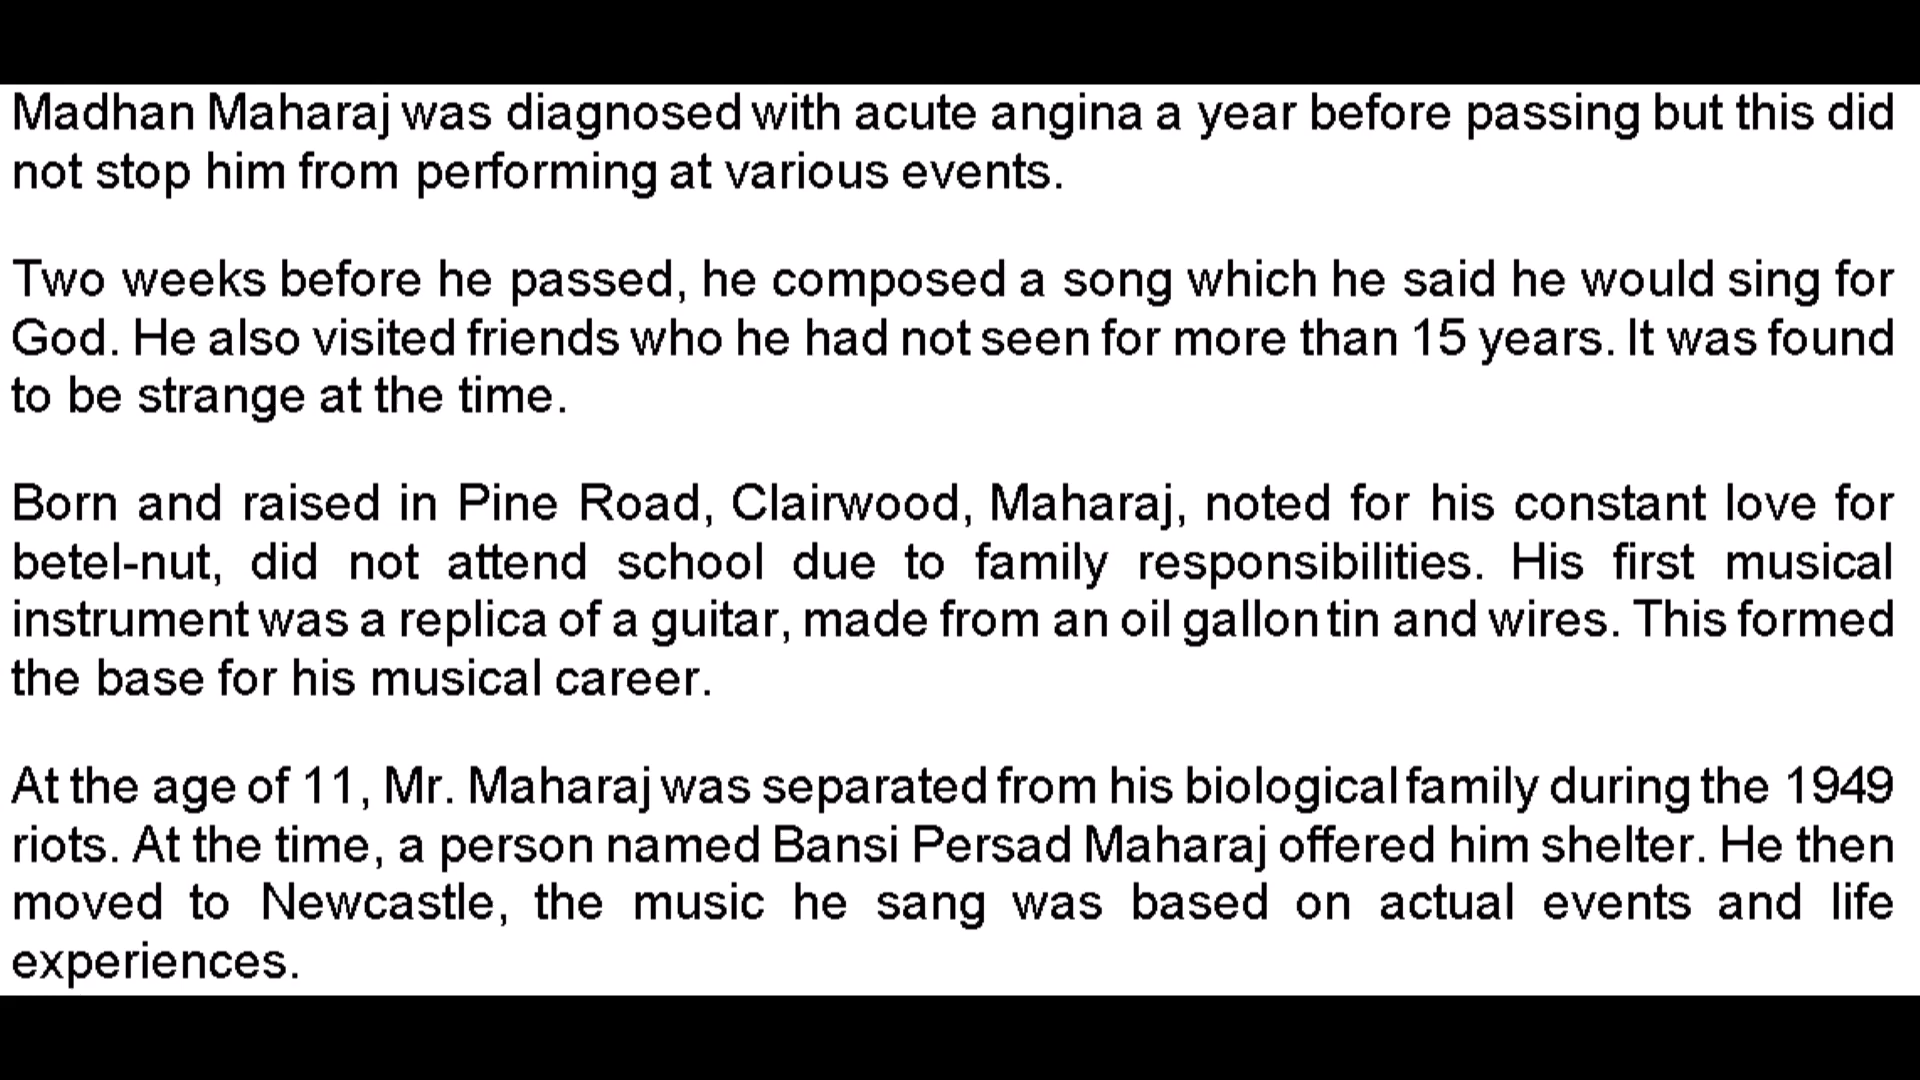 Madhan Maharaj was diagnosed with acute angina a year before passing but this did
not stop him from performing at various events.
Two weeks before he passed, he composed a song which he said he would sing for
God. He also visited friends who he had not seen for more than 15 years. It was found
to be strange at the time.
Born and raised in Pine Road, Clairwood, Maharaj, noted for his constant love for
betel-nut, did not attend school due to family responsibilities. His first musical
instrument was a replica of a guitar, made from an oil gallon tin and wires. This formed
the base for his musical career.
At the age of 11, Mr. Maharaj was separated from his biological family during the 1949
riots. At the time, a person named Bansi Persad Maharaj offered him shelter. He then
moved to Newcastle, the music he sang was based on actual events and life
experiences.